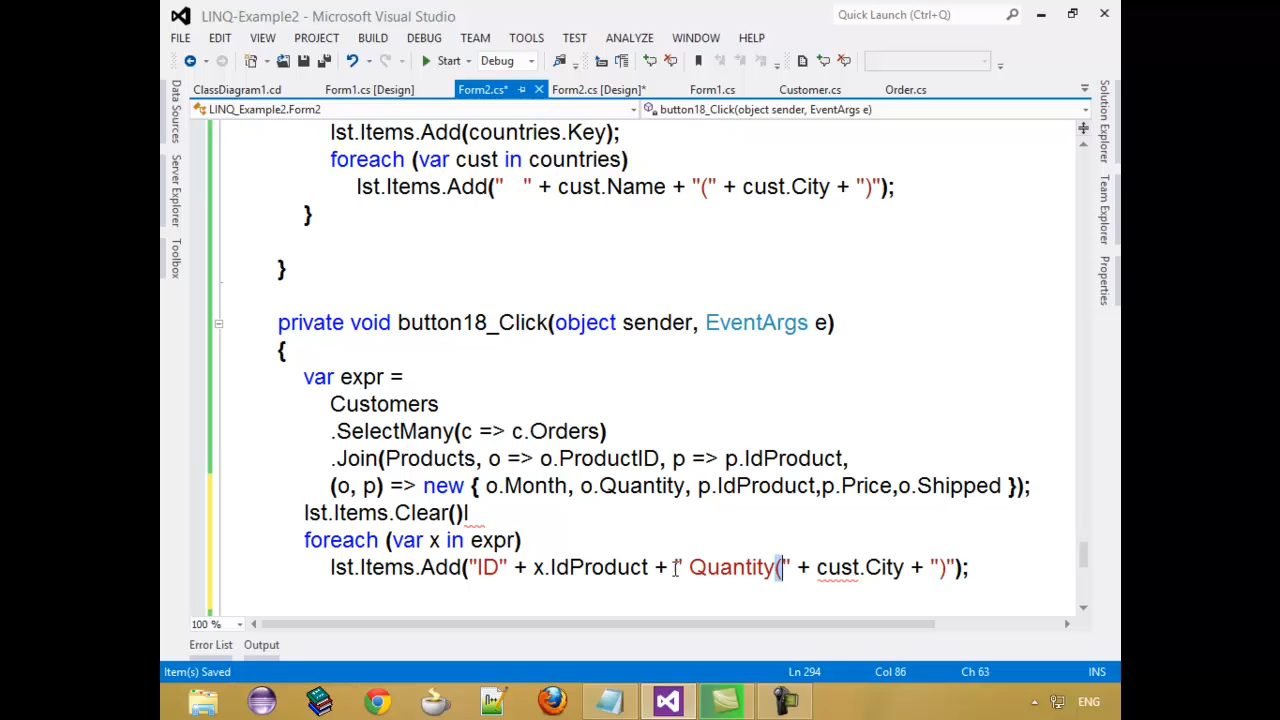 LINQ-Example2 - Microsoft Visual Studio
Quick Launch (Ctrl+Q)
FILE EDIT VIEW PROJECT BUILD DEBUG TEAM TOOLS TEST ANALYZE WINDOW HELP
Start Debug
ClassDiagram1.cd Form1.cs [Design] Form2.cs* Form2.cs [Design]* Form1.cs Customer.cs Order.cs
LINQ_Example2.Form2 button18_Click(object sender, EventArgs e)
Data Sources
Server Explorer
Toolbox
lst.Items.Add(countries.Key);
foreach (var cust in countries)
lst.Items.Add("   " + cust.Name + "(" + cust.City + ")");
}
}
private void button18_Click(object sender, EventArgs e)
{
var expr =
Customers
.SelectMany(c => c.Orders)
.Join(Products, o => o.ProductID, p => p.IdProduct,
(o, p) => new { o.Month, o.Quantity, p.IdProduct,p.Price,o.Shipped });
lst.Items.Clear()l
foreach (var x in expr)
lst.Items.Add("ID" + x.IdProduct + " Quantity(" + cust.City + ")");
Solution Explorer
Team Explorer
Properties
100 %
Error List Output
Item(s) Saved Ln 294 Col 86 Ch 63 INS
ENG